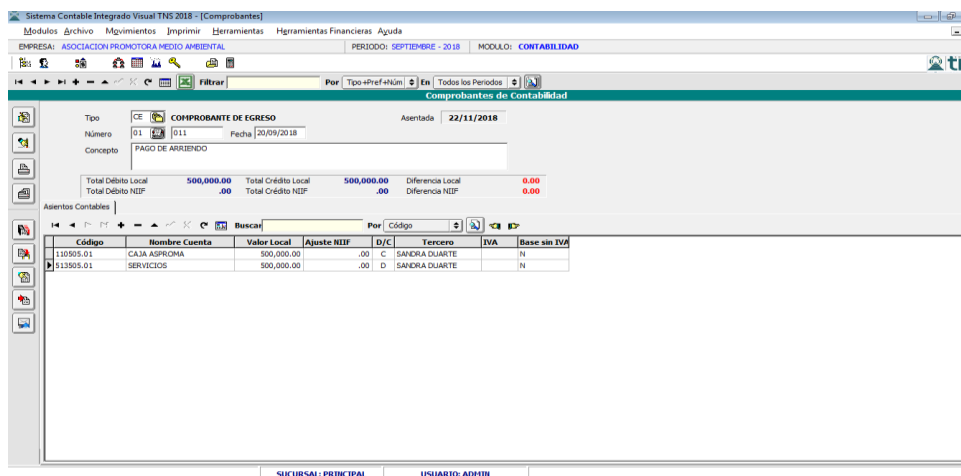 Sistema Contable Integrado Visual TNS 2018 - [Comprobantes]
Modulos Archivo Movimientos Imprimir Herramientas Herramientas Financieras Ayuda
EMPRESA: ASOCIACION PROMOTORA MEDIO AMBIENTAL PERIODO: SEPTIEMBRE - 2018 MODULO: CONTABILIDAD
Filtrar Por Tipo+Pref+Núm En Todos los Periodos
Comprobantes de Contabilidad
Tipo CE COMPROBANTE DE EGRESO Asentada 22/11/2018
Número 01 011 Fecha 20/09/2018
Concepto PAGO DE ARRIENDO
Total Débito Local 500,000.00 Total Crédito Local 500,000.00 Diferencia Local 0.00
Total Débito NIIF .00 Total Crédito NIIF .00 Diferencia NIIF 0.00
Asientos Contables
Buscar Por Código
Código Nombre Cuenta Valor Local Ajuste NIIF D/C Tercero IVA Base sin IVA
110505.01 CAJA ASPROMA 500,000.00 .00 C SANDRA DUARTE N
513505.01 SERVICIOS 500,000.00 .00 D SANDRA DUARTE N
SUCURSAL: PRINCIPAL USUARIO: ADMIN